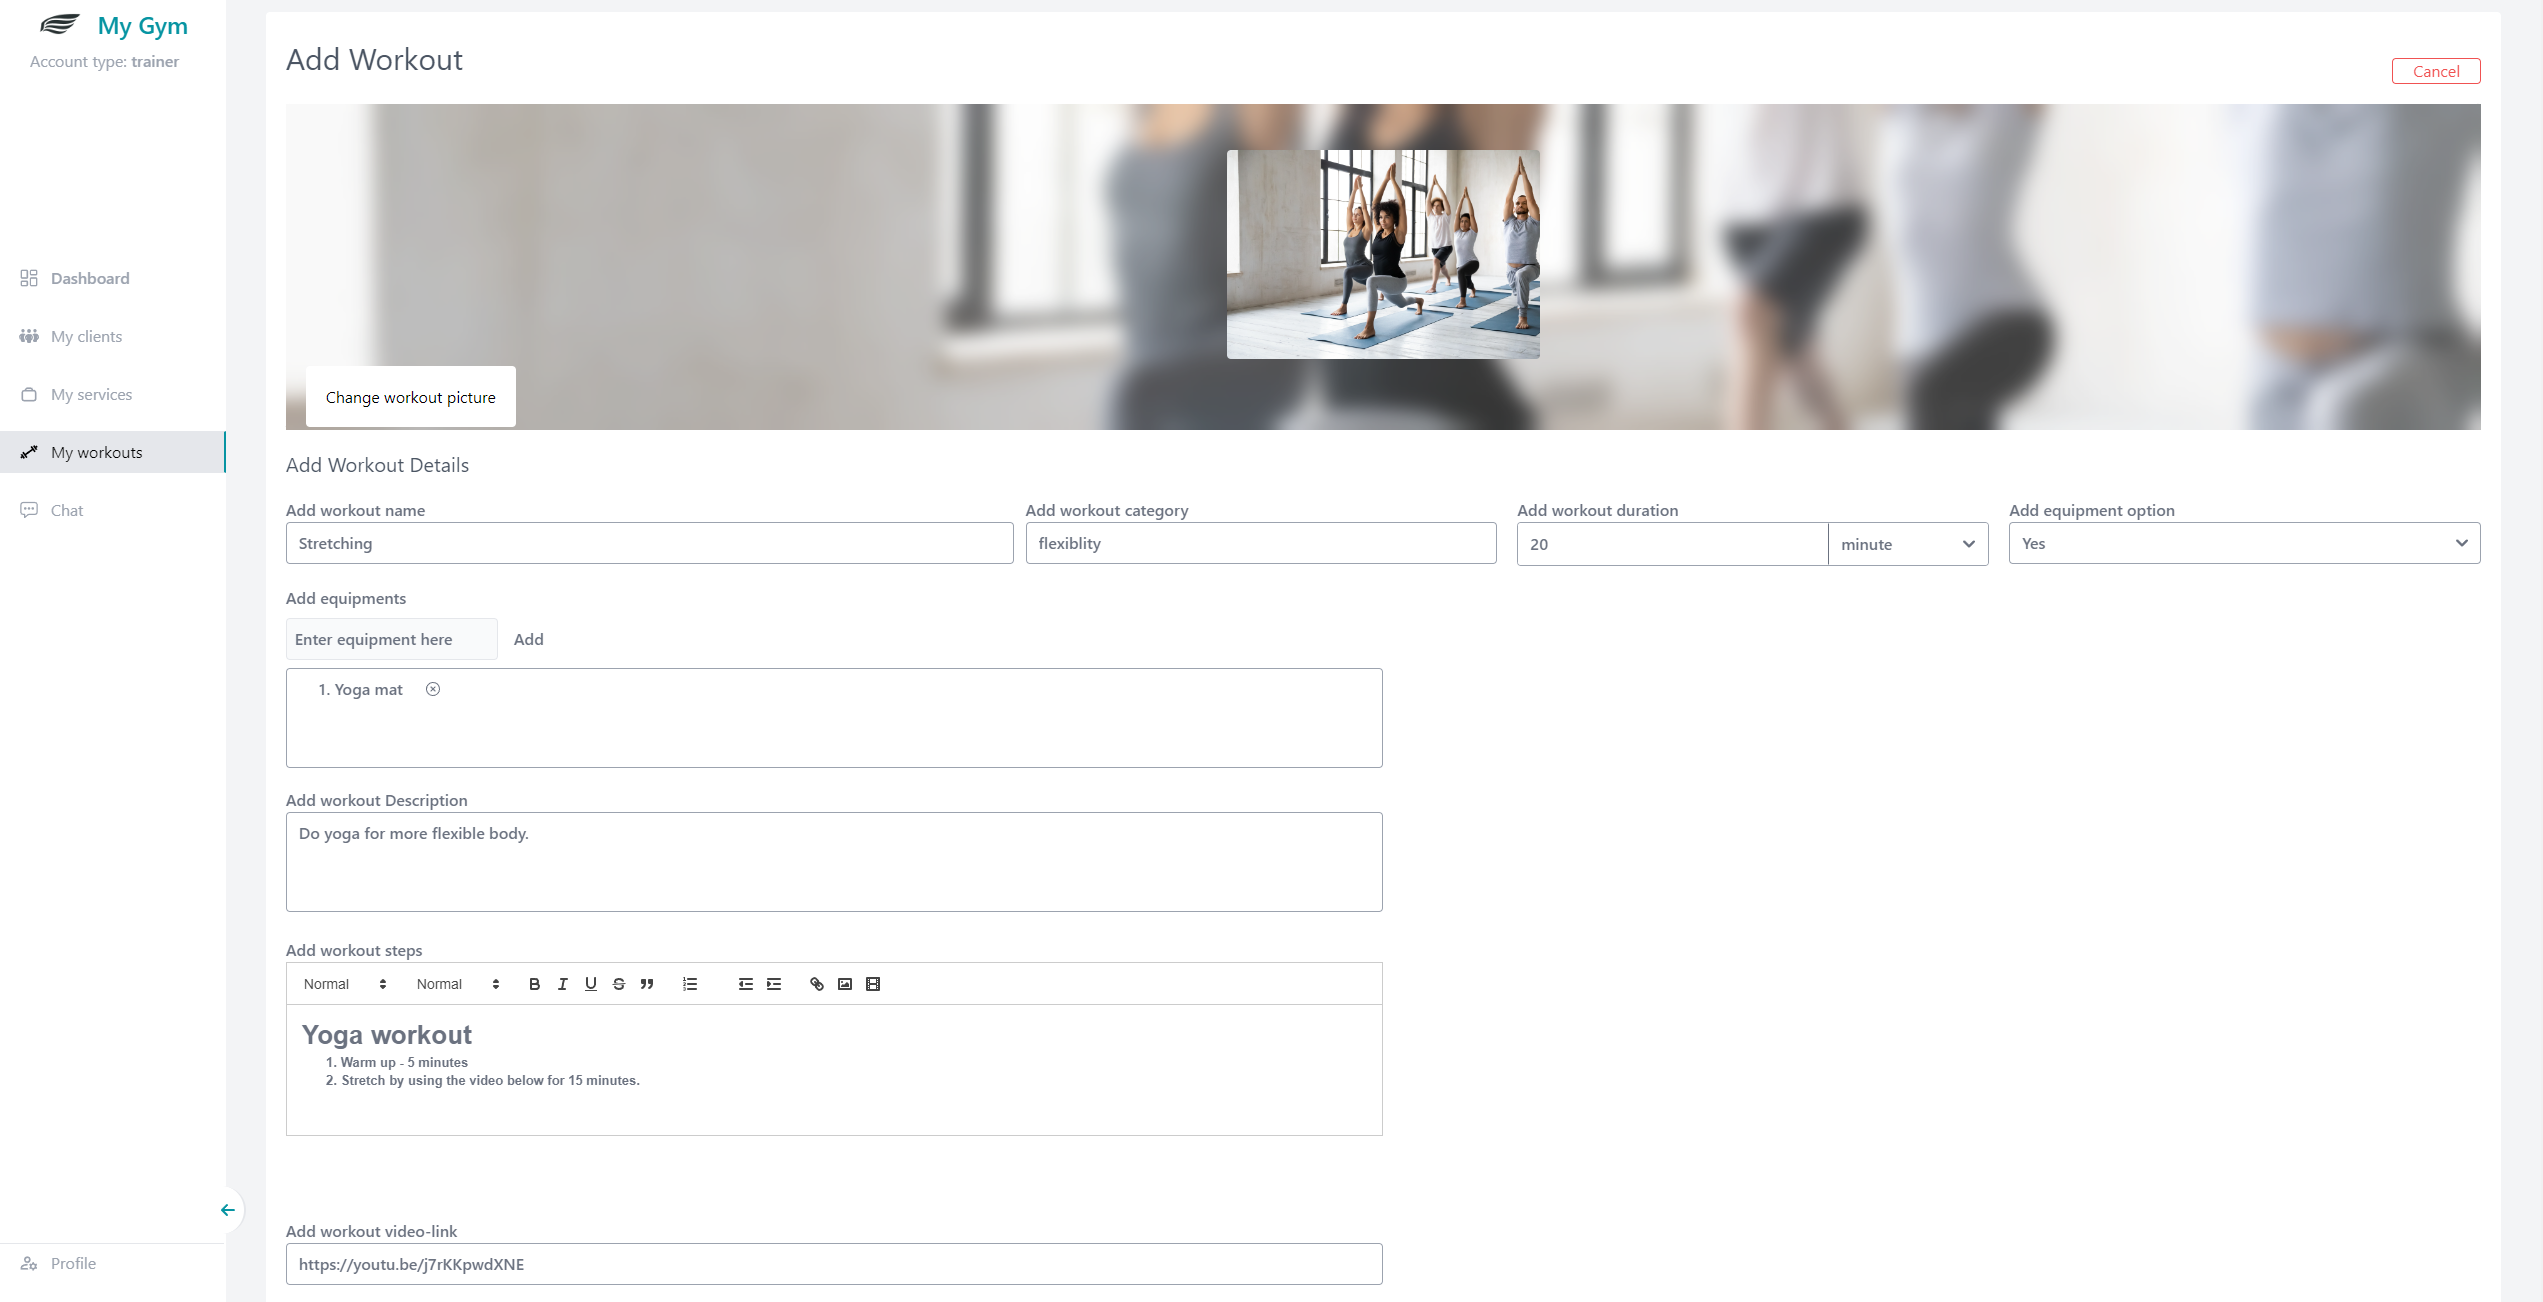 My Gym
Account type: trainer
Dashboard
My clients
My services
My workouts
Chat
Profile
Add Workout
Cancel
Change workout picture
Add Workout Details
Add workout name
Add workout category
Add workout duration
Add equipment option
Stretching
flexiblity
20
minute
Yes
Add equipments
Enter equipment here
Add
1. Yoga mat
Add workout Description
Do yoga for more flexible body.
Add workout steps
Normal
Normal
Yoga workout
1. Warm up - 5 minutes
2. Stretch by using the video below for 15 minutes.
Add workout video-link
https://youtu.be/j7rKKpwdXNE